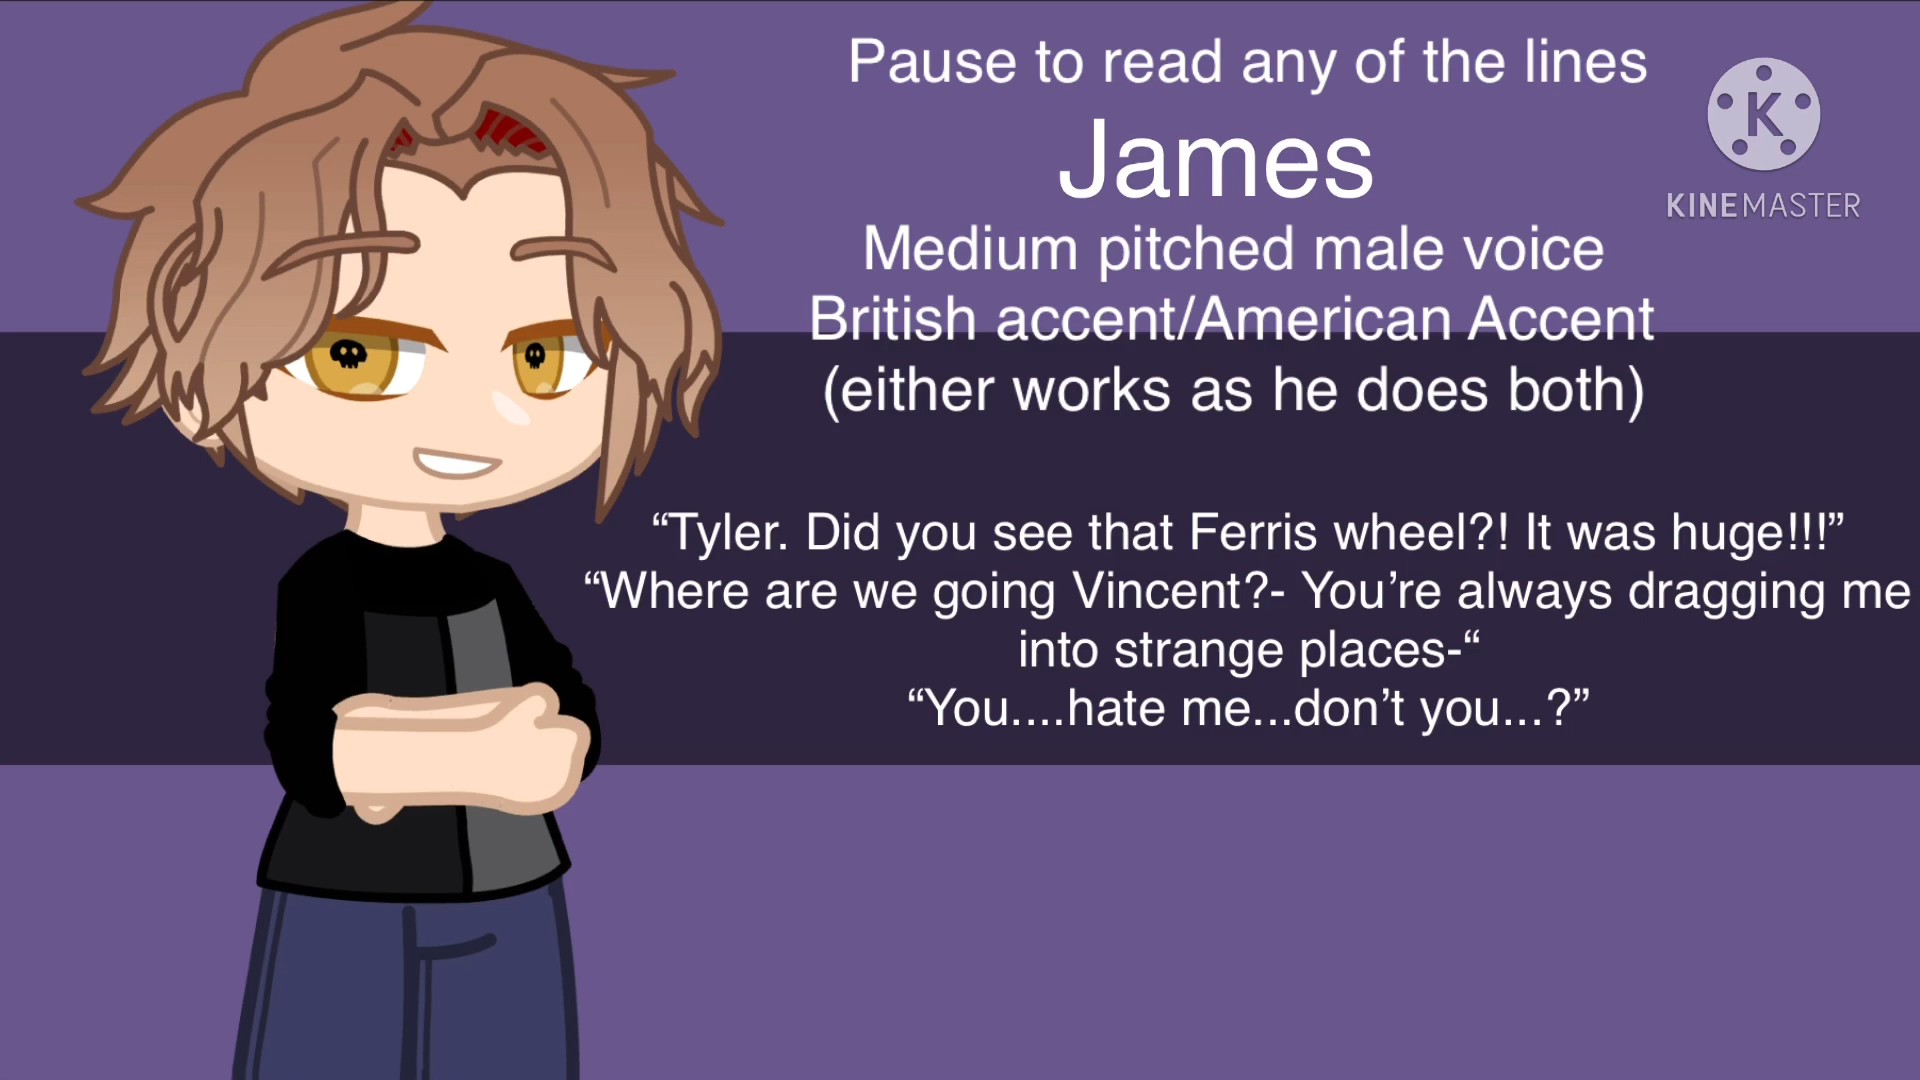 Pause to read any of the lines
James
K
KINEMASTER
Medium pitched male voice
British accent/American Accent
(either works as he does both)
“Tyler. Did you see that Ferris wheel?! It was huge!!!”
“Where are we going Vincent?- You’re always dragging me
into strange places-“
“You....hate me...don’t you...?”